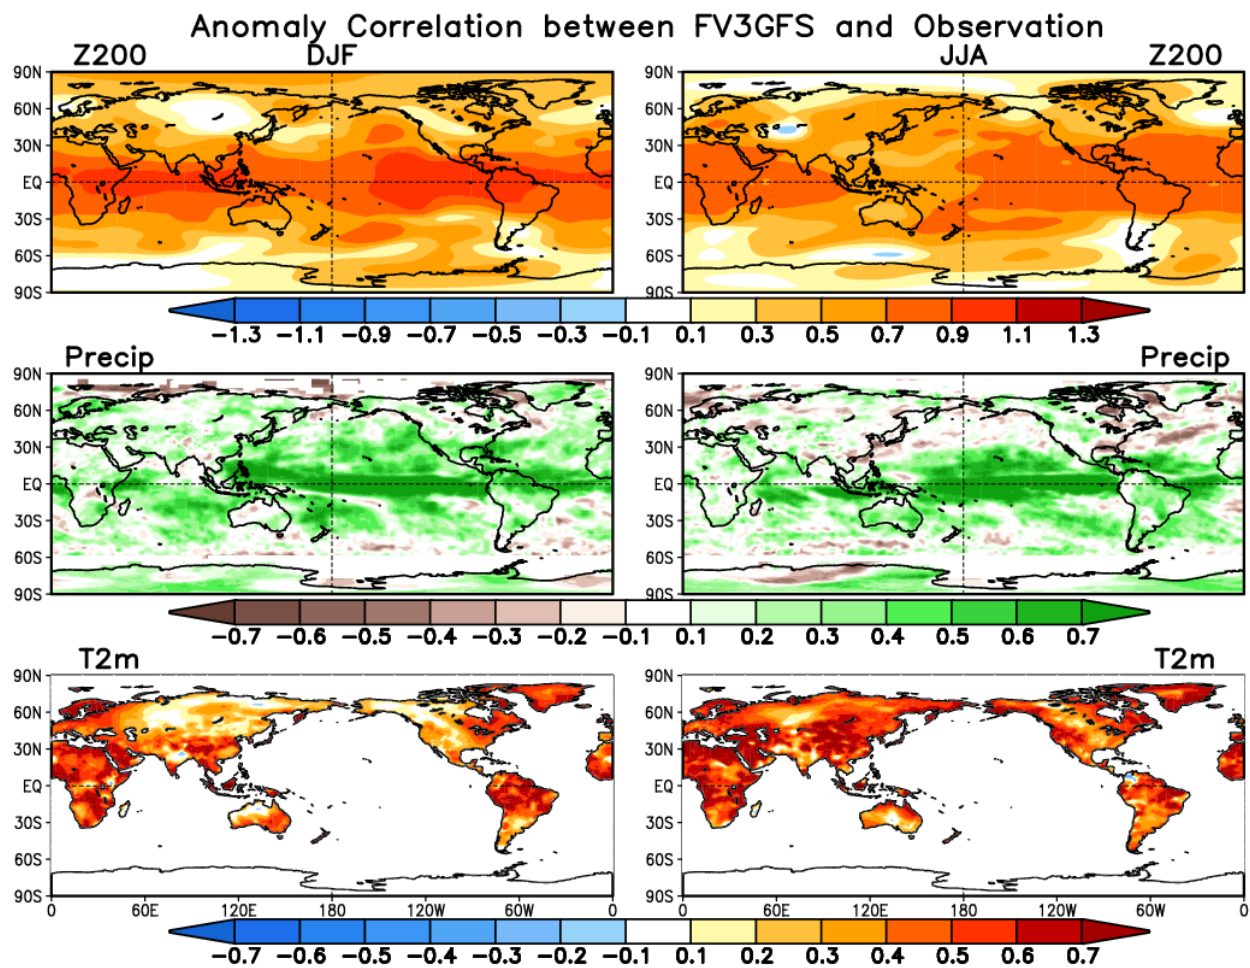 Anomaly Correlation between FV3GFS and Observation
Z200 DJF JJA Z200
90N 90N
60N 60N
30N 30N
EQ EQ
30S 30S
60S 60S
90S 90S
-1.3 -1.1 -0.9 -0.7 -0.5 -0.3 -0.1 0.1 0.3 0.5 0.7 0.9 1.1 1.3
Precip Precip
90N 90N
60N 60N
30N 30N
EQ EQ
30S 30S
60S 60S
90S 90S
-0.7 -0.6 -0.5 -0.4 -0.3 -0.2 -0.1 0.1 0.2 0.3 0.4 0.5 0.6 0.7
T2m T2m
90N 90N
60N 60N
30N 30N
EQ EQ
30S 30S
60S 60S
90S 90S
0 60E 120E 180 120W 60W 0 0 60E 120E 180 120W 60W 0
-0.7 -0.6 -0.5 -0.4 -0.3 -0.2 -0.1 0.1 0.2 0.3 0.4 0.5 0.6 0.7